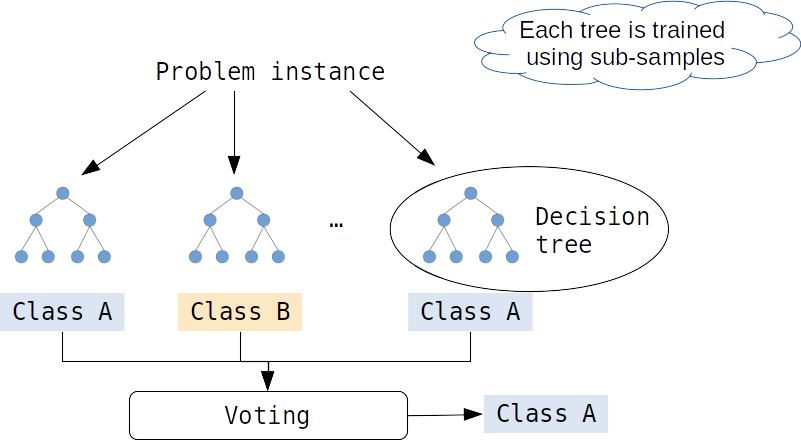 Each tree is trained
using sub-samples
Problem instance
…
Decision
tree
Class A
Class B
Class A
Voting
Class A